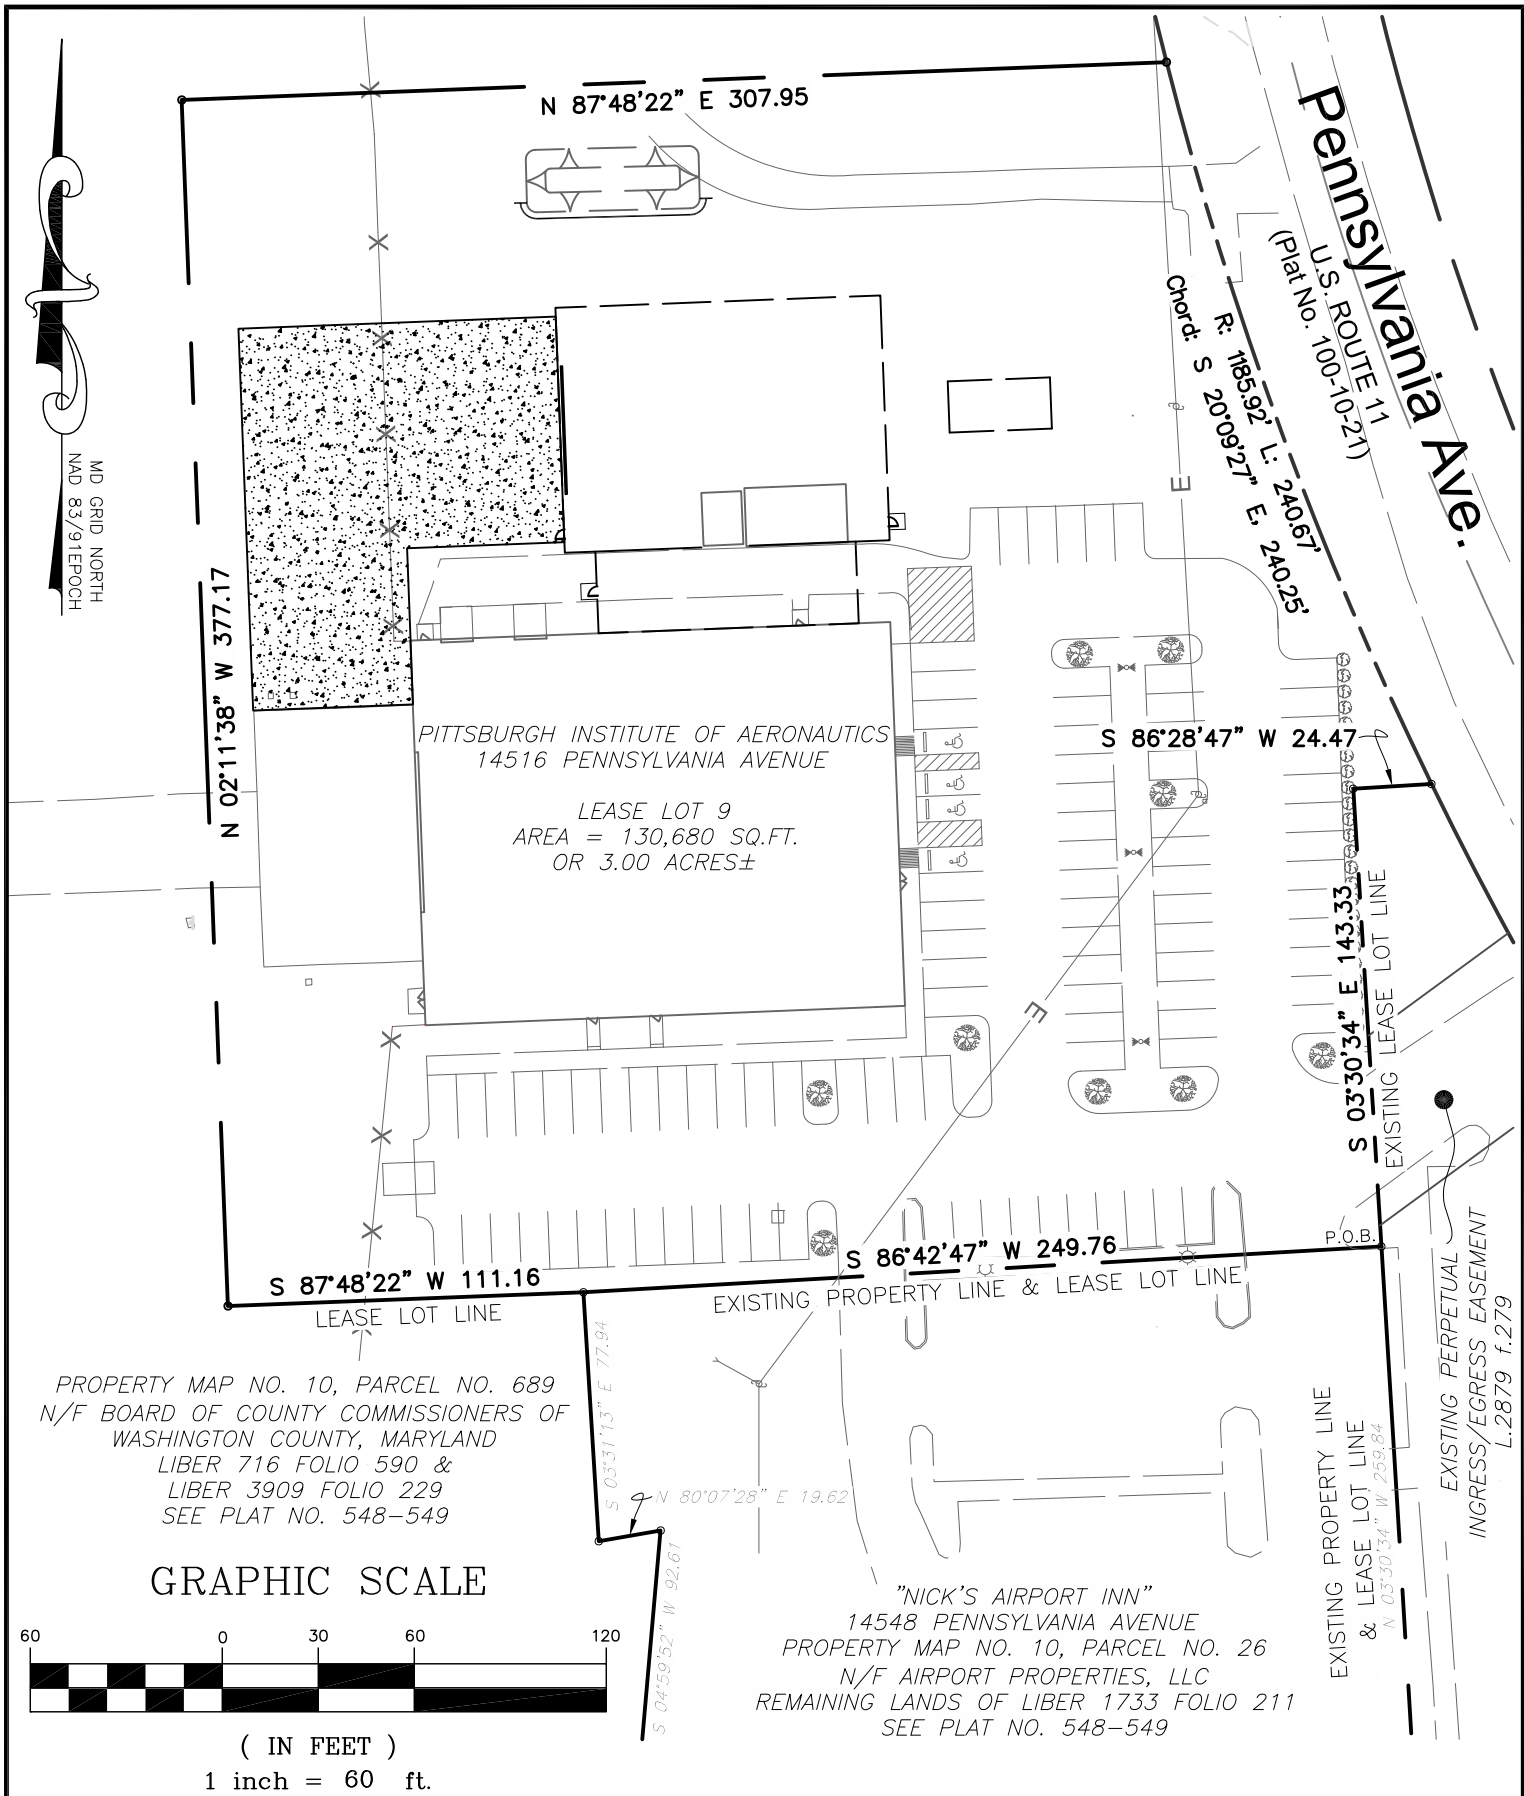 N 87°48'22" E 307.95
Pennsylvania Ave.
U.S. ROUTE 11
(Plat No. 100-10-21)
R: 1185.92' L: 240.67'
Chord: S 20°09'27" E, 240.25'
MD GRID NORTH
NAD 83/91EPOCH
N 02°11'38" W 377.17
X
X
X
X
X
X
E
PITTSBURGH INSTITUTE OF AERONAUTICS
14516 PENNSYLVANIA AVENUE
LEASE LOT 9
AREA = 130,680 SQ.FT.
OR 3.00 ACRES±
S 86°28'47" W 24.47
S 03°30'34" E 143.33
EXISTING LEASE LOT LINE
E
X
X
X
P.O.B.
S 86°42'47" W 249.76
EXISTING PROPERTY LINE & LEASE LOT LINE
S 87°48'22" W 111.16
LEASE LOT LINE
EXISTING PERPETUAL
INGRESS/EGRESS EASEMENT
L.2879 f.279
PROPERTY MAP NO. 10, PARCEL NO. 689
N/F BOARD OF COUNTY COMMISSIONERS OF
WASHINGTON COUNTY, MARYLAND
LIBER 716 FOLIO 590 &
LIBER 3909 FOLIO 229
SEE PLAT NO. 548-549
S 03°31'13" E 77.94
N 80°07'28" E 19.62
S 04°59'52" W 92.61
EXISTING PROPERTY LINE
& LEASE LOT LINE
N 03°30'34" W 259.84
"NICK'S AIRPORT INN"
14548 PENNSYLVANIA AVENUE
PROPERTY MAP NO. 10, PARCEL NO. 26
N/F AIRPORT PROPERTIES, LLC
REMAINING LANDS OF LIBER 1733 FOLIO 211
SEE PLAT NO. 548-549
GRAPHIC SCALE
60 0 30 60 120
( IN FEET )
1 inch = 60 ft.